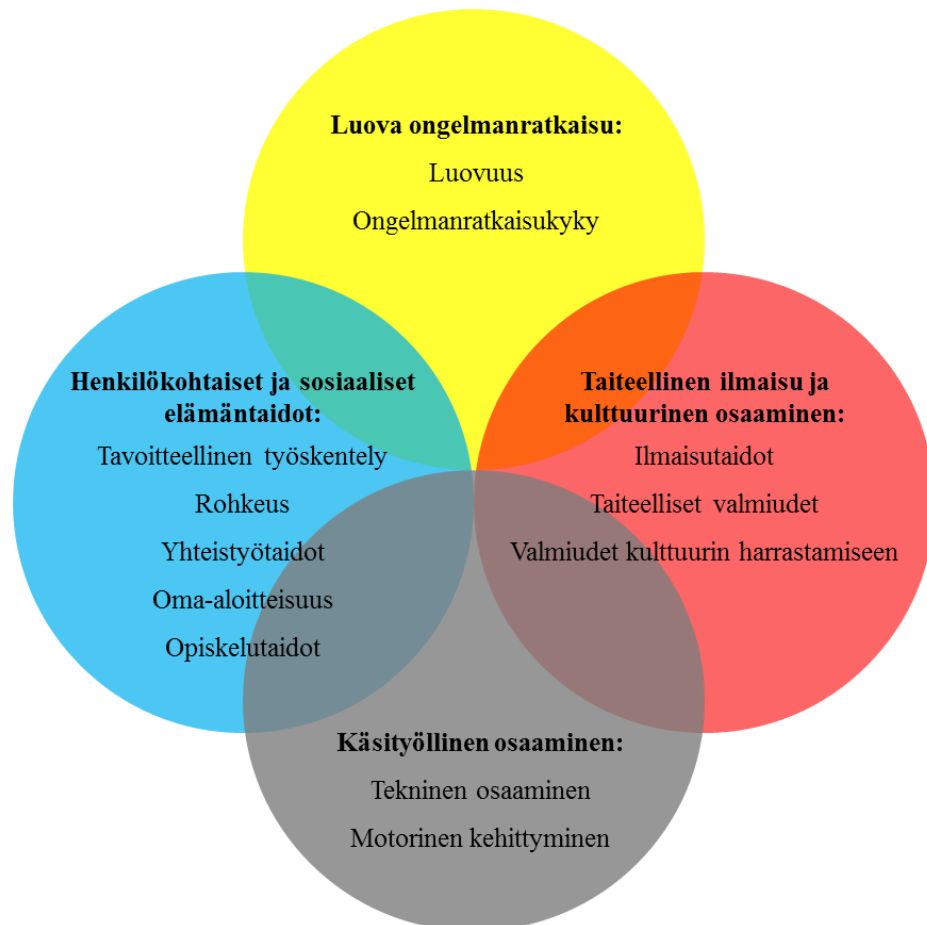 Luova ongelmanratkaisu:
Luovuus
Ongelmanratkaisukyky
Henkilökohtaiset ja sosiaaliset
elämäntaidot:
Tavoitteellinen työskentely
Rohkeus
Yhteistyötaidot
Oma-aloitteisuus
Opiskelutaidot
Taiteellinen ilmaisu ja
kulttuurinen osaaminen:
Ilmaisutaidot
Taiteelliset valmiudet
Valmiudet kulttuurin harrastamiseen
Käsityöllinen osaaminen:
Tekninen osaaminen
Motorinen kehittyminen